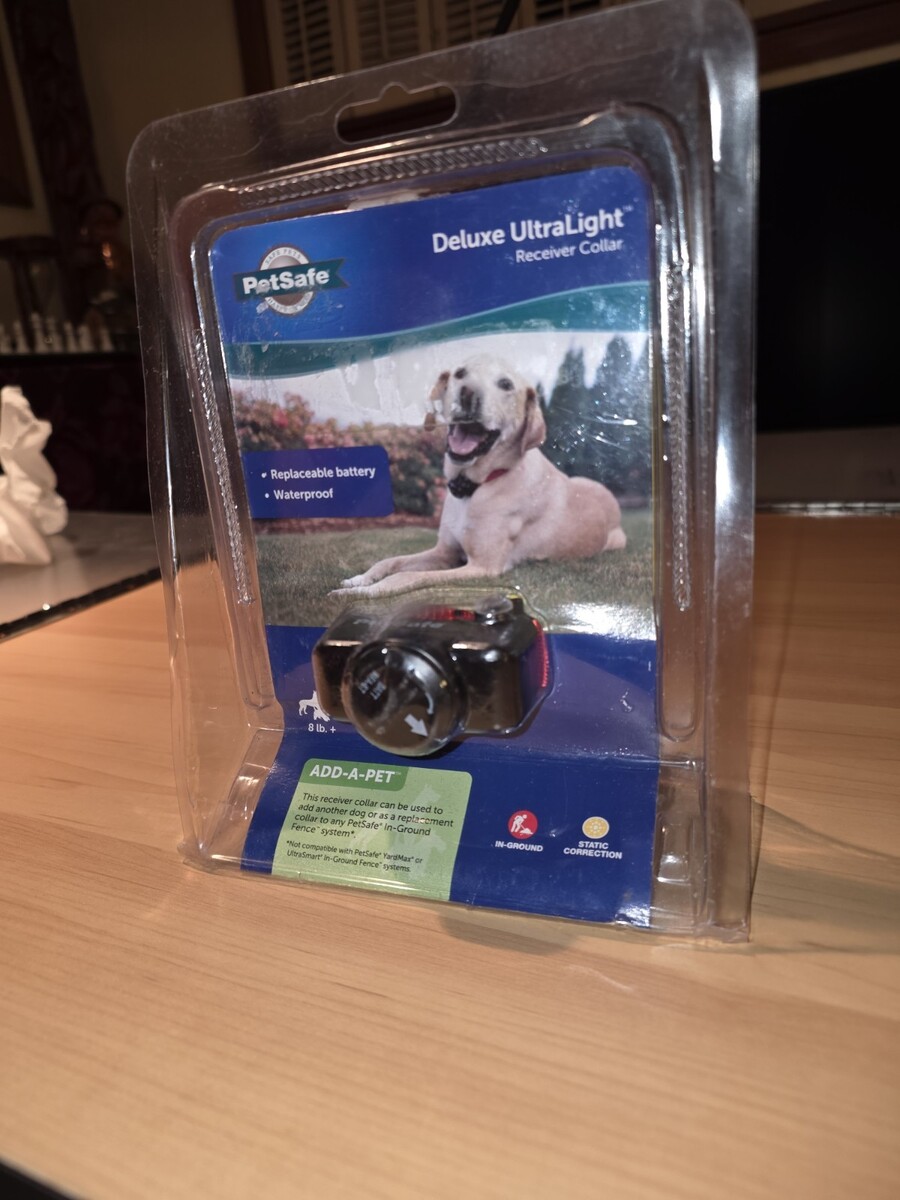 Deluxe UltraLight™
Receiver Collar
PetSafe®
• Replaceable battery
• Waterproof
BATT
8 lb. +
ADD-A-PET™
This receiver collar can be used to
add another dog or as a replacement
collar to any PetSafe® In-Ground
Fence™ system*.
*Not compatible with PetSafe® YardMax® or
UltraSmart® In-Ground Fence™ systems.
IN-GROUND
STATIC
CORRECTION